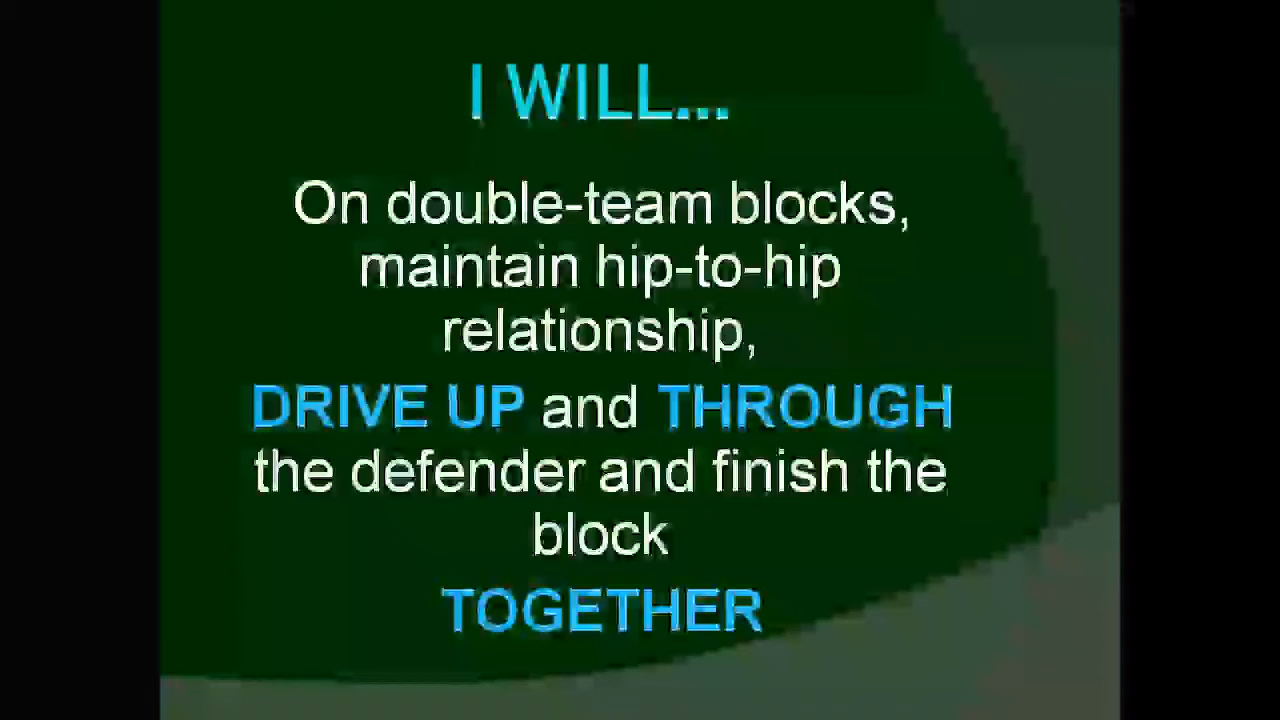 I WILL...
On double-team blocks,
maintain hip-to-hip
relationship,
DRIVE UP and THROUGH
the defender and finish the
block
TOGETHER